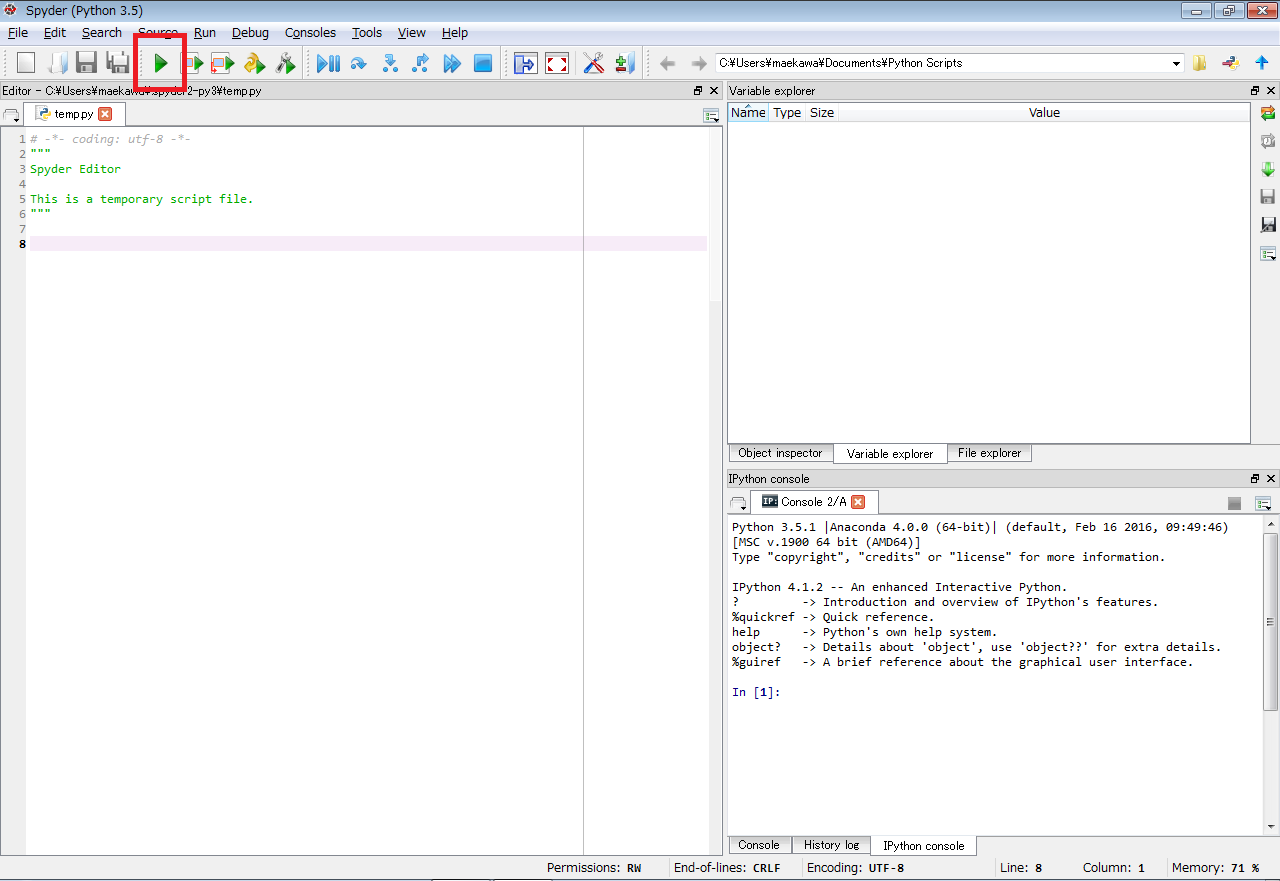 Spyder (Python 3.5)
File Edit Search Source Run Debug Consoles Tools View Help
C:¥Users¥maekawa¥Documents¥Python Scripts
Editor - C:¥Users¥maekawa¥.spyder2-py3¥temp.py
temp.py
1 # -*- coding: utf-8 -*-
2 """
3 Spyder Editor
4
5 This is a temporary script file.
6 """
7
8
Variable explorer
Name Type Size Value
Object inspector Variable explorer File explorer
IPython console
IP: Console 2/A
Python 3.5.1 |Anaconda 4.0.0 (64-bit)| (default, Feb 16 2016, 09:49:46)
[MSC v.1900 64 bit (AMD64)]
Type "copyright", "credits" or "license" for more information.
IPython 4.1.2 -- An enhanced Interactive Python.
? -> Introduction and overview of IPython's features.
%quickref -> Quick reference.
help -> Python's own help system.
object? -> Details about 'object', use 'object??' for extra details.
%guiref -> A brief reference about the graphical user interface.
In [1]:
Console History log IPython console
Permissions: RW End-of-lines: CRLF Encoding: UTF-8 Line: 8 Column: 1 Memory: 71 %